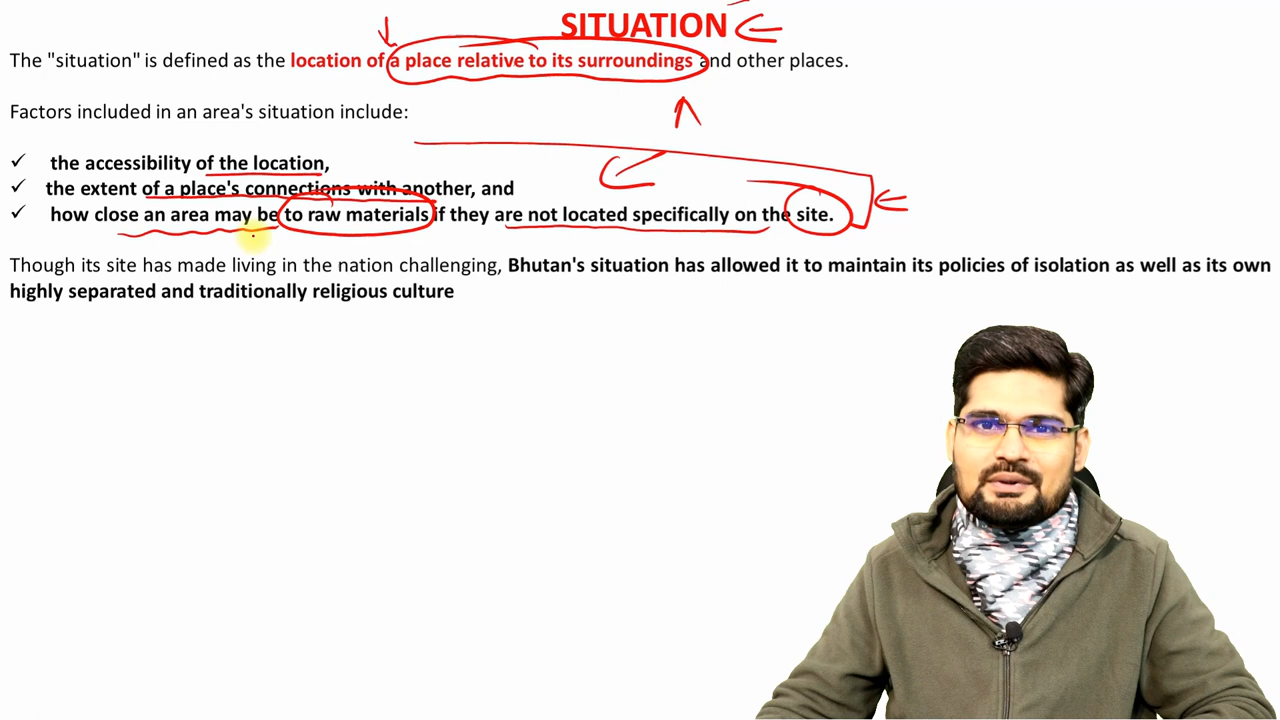 SITUATION
The "situation" is defined as the location of a place relative to its surroundings and other places.
Factors included in an area's situation include:
✓ the accessibility of the location,
✓ the extent of a place's connections with another, and
✓ how close an area may be to raw materials if they are not located specifically on the site.
Though its site has made living in the nation challenging, Bhutan's situation has allowed it to maintain its policies of isolation as well as its own
highly separated and traditionally religious culture